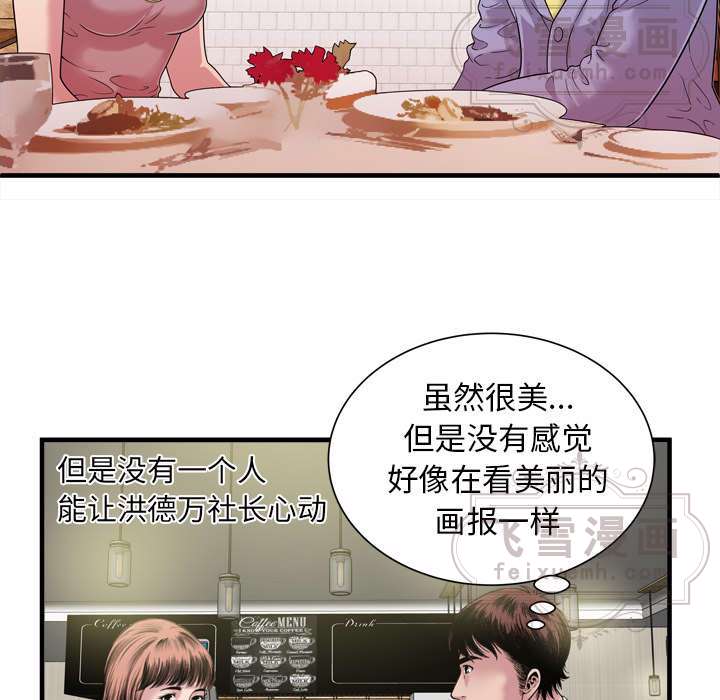 飞雪漫画
feixuemh.com
虽然很美...
但是没有感觉
好像在看美丽的
画报一样
但是没有一个人
能让洪德万社长心动
飞雪漫画
feixuemh.com
Coffee
Coffee MENU
Drink